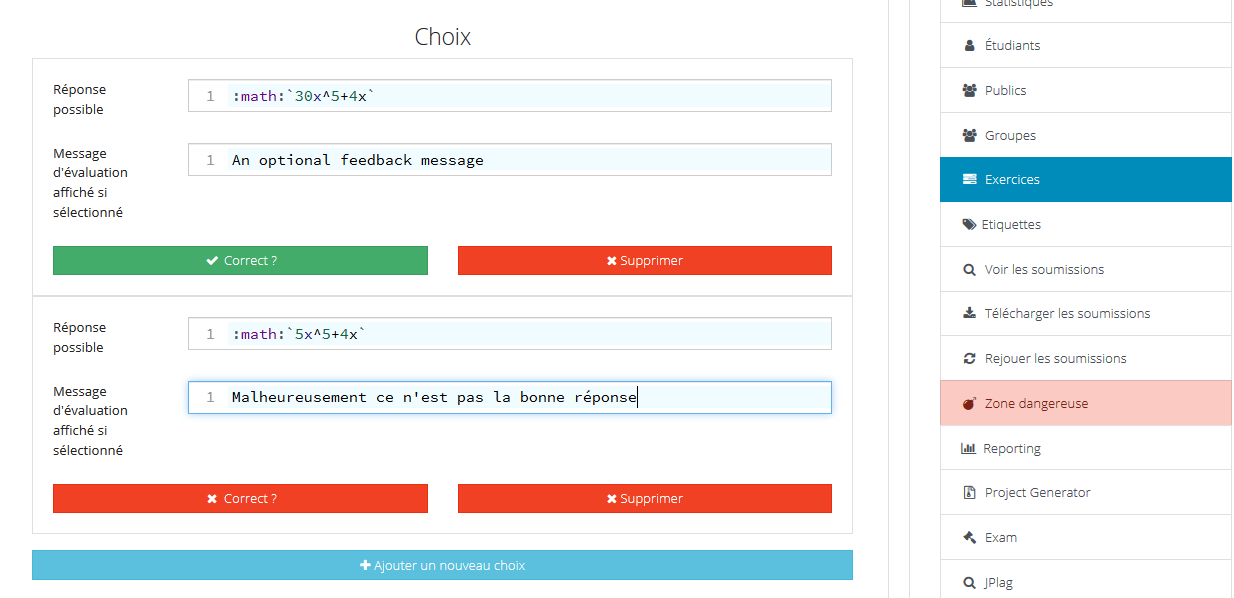 Choix
Réponse
possible
1 :math:`30x^5+4x`
Message
d'évaluation
affiché si
sélectionné
1 An optional feedback message
Correct ?
Supprimer
Réponse
possible
1 :math:`5x^5+4x`
Message
d'évaluation
affiché si
sélectionné
1 Malheureusement ce n'est pas la bonne réponse
Correct ?
Supprimer
Ajouter un nouveau choix
Statistiques
Étudiants
Publics
Groupes
Exercices
Etiquettes
Voir les soumissions
Télécharger les soumissions
Rejouer les soumissions
Zone dangereuse
Reporting
Project Generator
Exam
JPlag